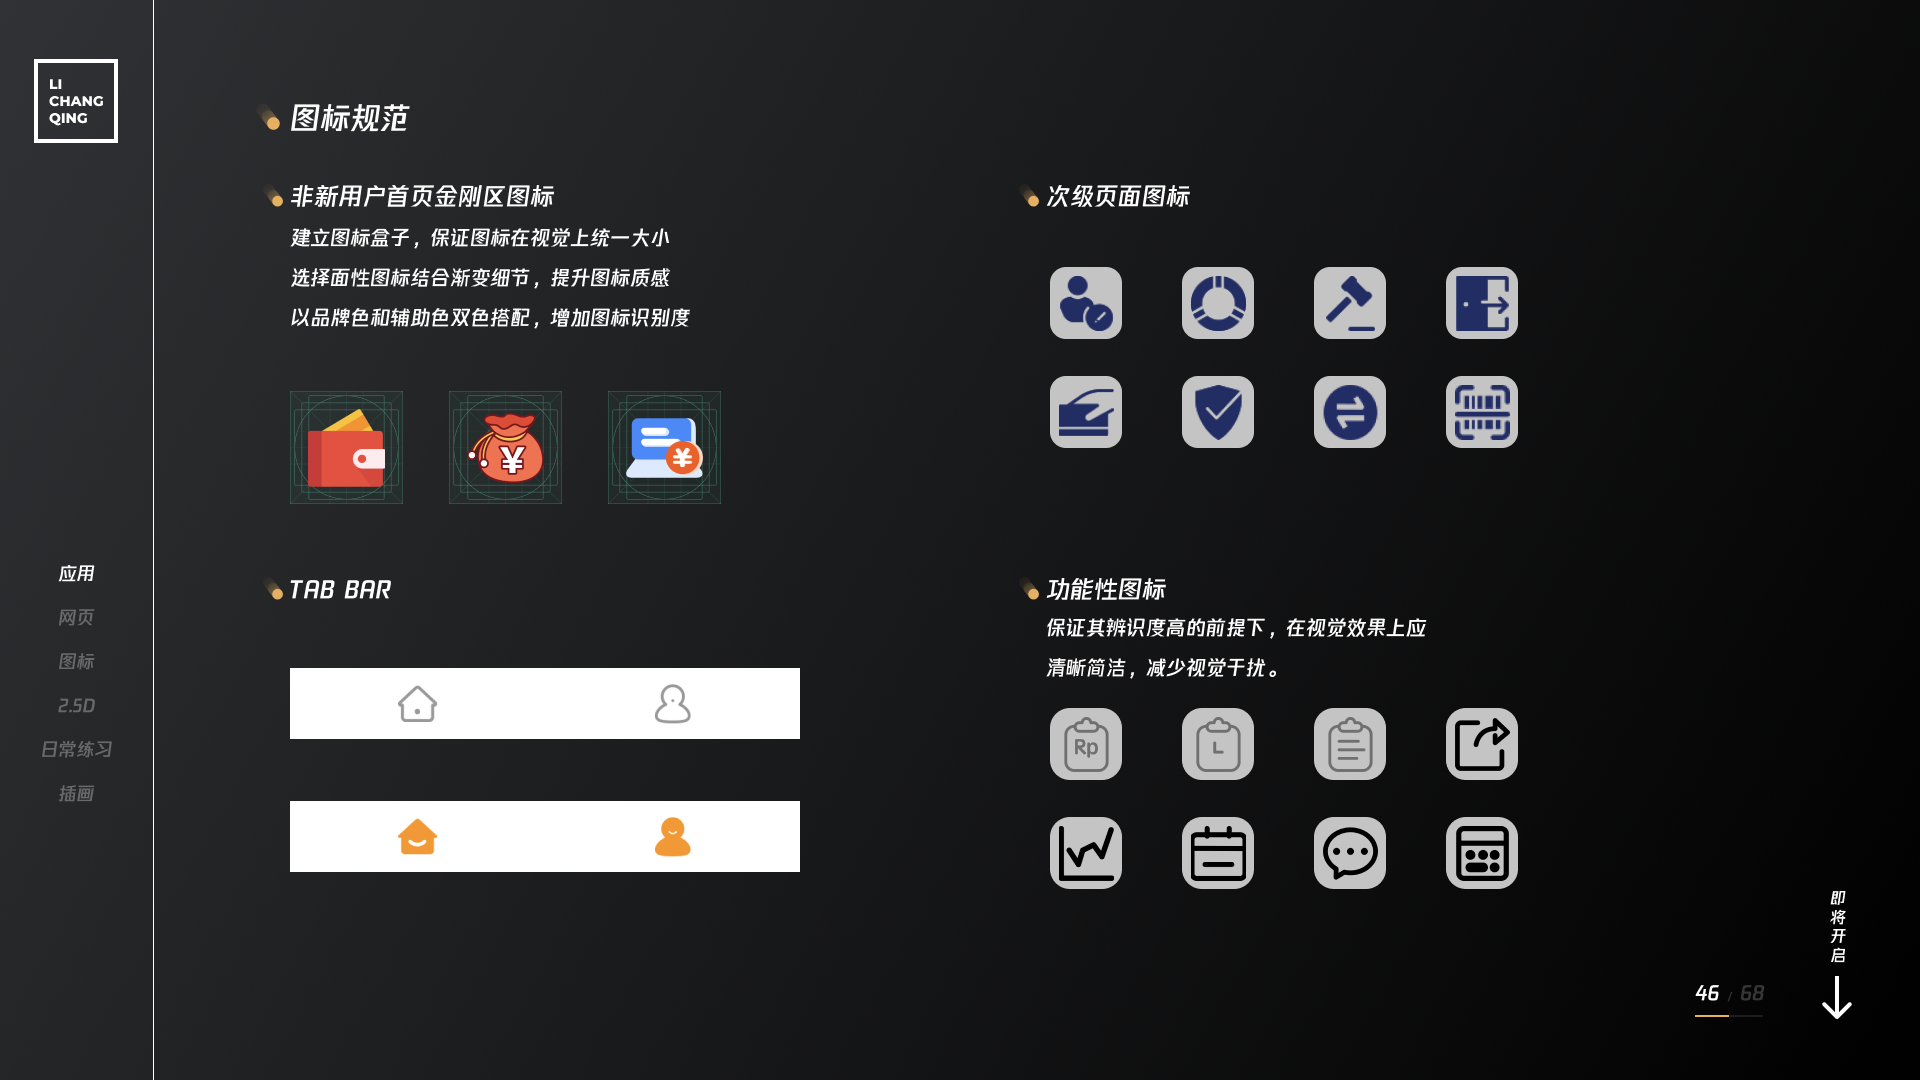 LI
CHANG
QING
应用
网页
图标
2.5D
日常练习
插画
图标规范
非新用户首页金刚区图标
建立图标盒子，保证图标在视觉上统一大小
选择面性图标结合渐变细节，提升图标质感
以品牌色和辅助色双色搭配，增加图标识别度
¥
¥
TAB BAR
次级页面图标
功能性图标
保证其辨识度高的前提下，在视觉效果上应
清晰简洁，减少视觉干扰。
Rp
即将开启
46 / 68